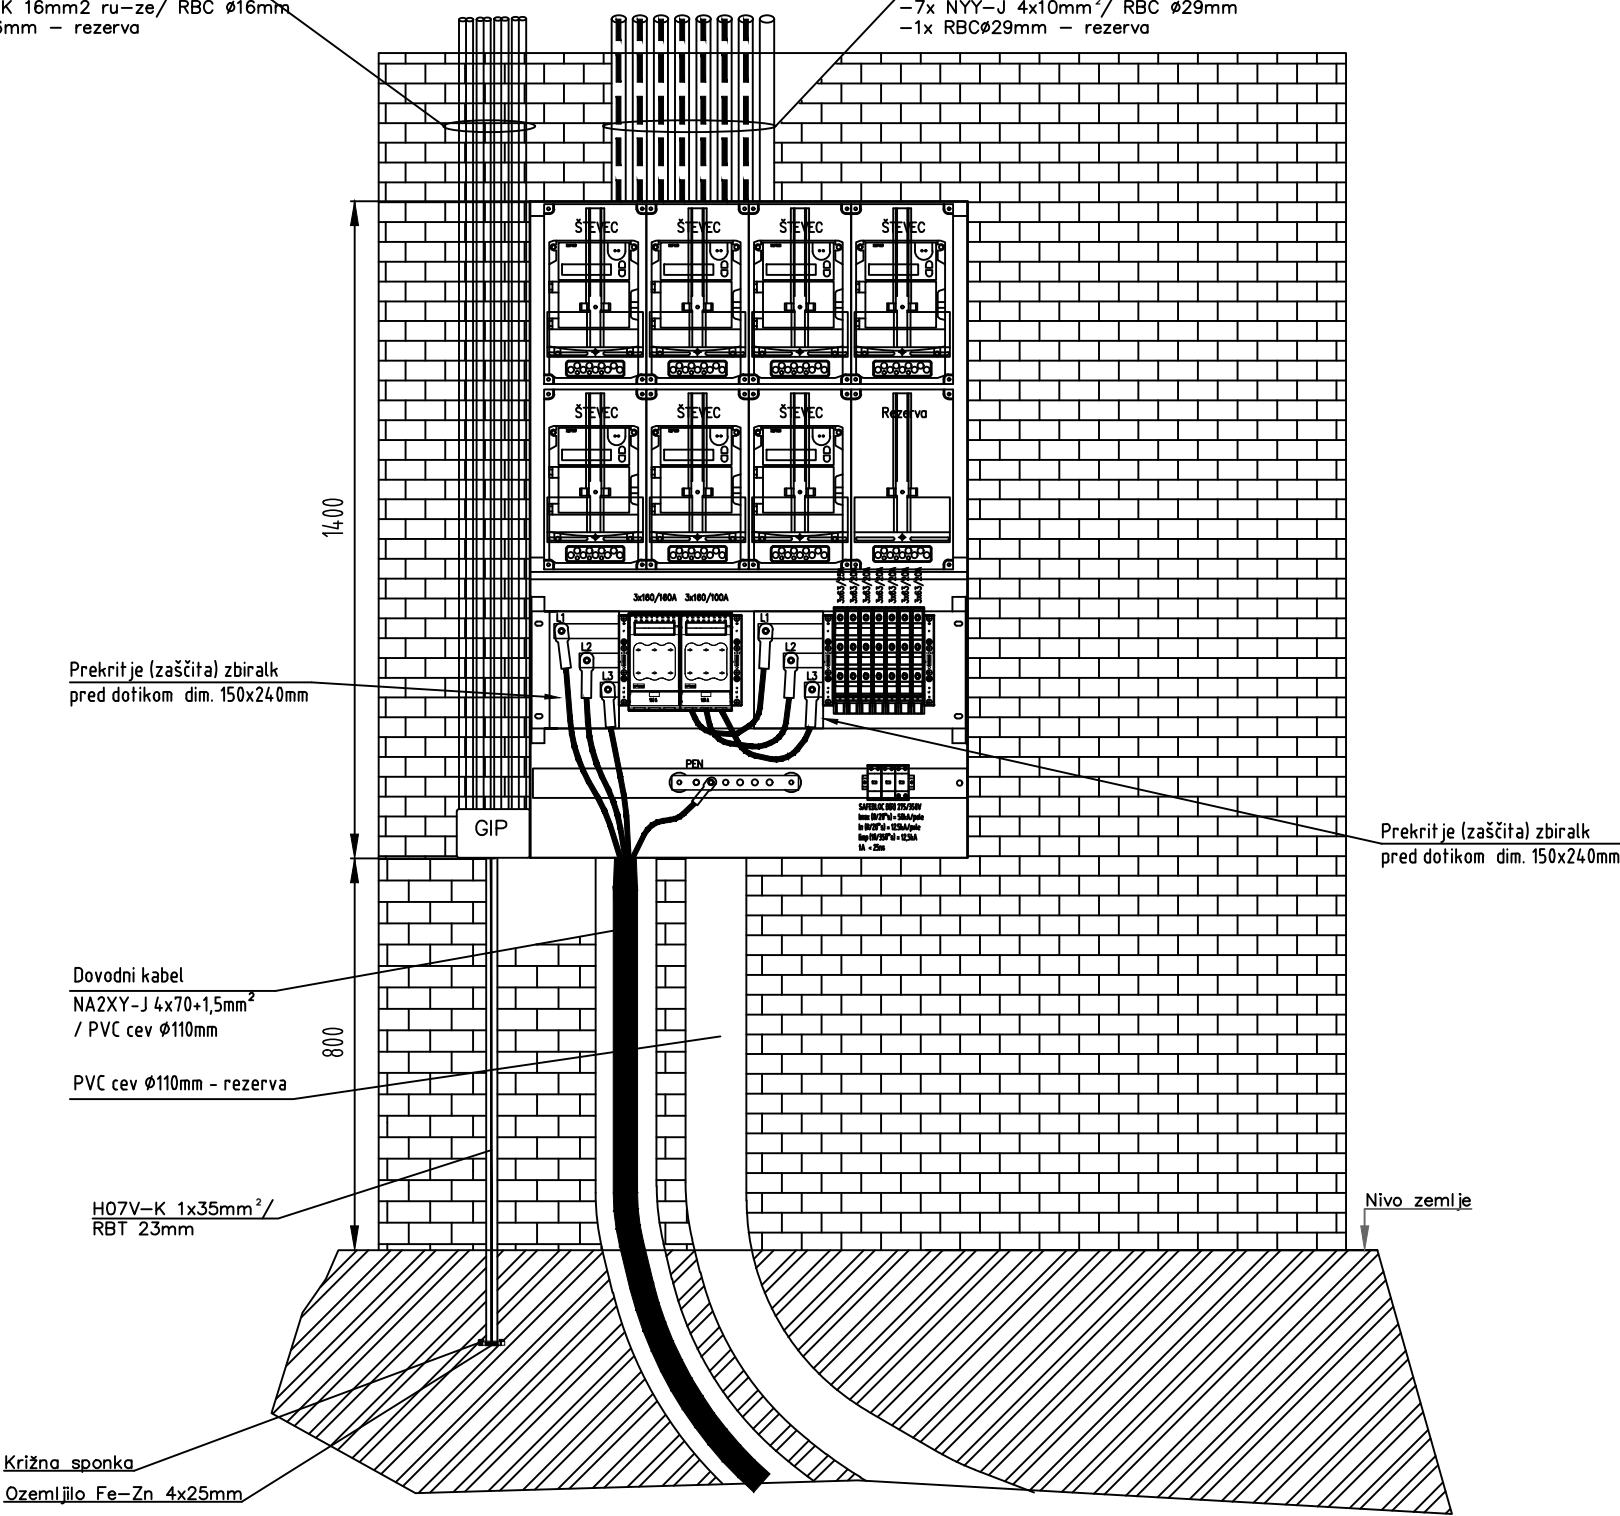 K 16mm2 ru-ze/ RBC ø16mm
mm - rezerva
-7x NYY-J 4x10mm²/ RBC ø29mm
-1x RBCø29mm - rezerva
ŠTEVEC
ŠTEVEC
ŠTEVEC
ŠTEVEC
ŠTEVEC
ŠTEVEC
ŠTEVEC
Rezerva
1400
3x160/160A
3x160/100A
L1
L2
L3
L1
L2
L3
Prekritje (zaščita) zbiralk
pred dotikom dim. 150x240mm
PEN
GIP
Prekritje (zaščita) zbiralk
pred dotikom dim. 150x240mm
Dovodni kabel
NA2XY-J 4x70+1,5mm²
/ PVC cev Ø110mm
800
PVC cev Ø110mm - rezerva
H07V-K 1x35mm²/
RBT 23mm
Nivo zemlje
Križna sponka
Ozemljilo Fe-Zn 4x25mm